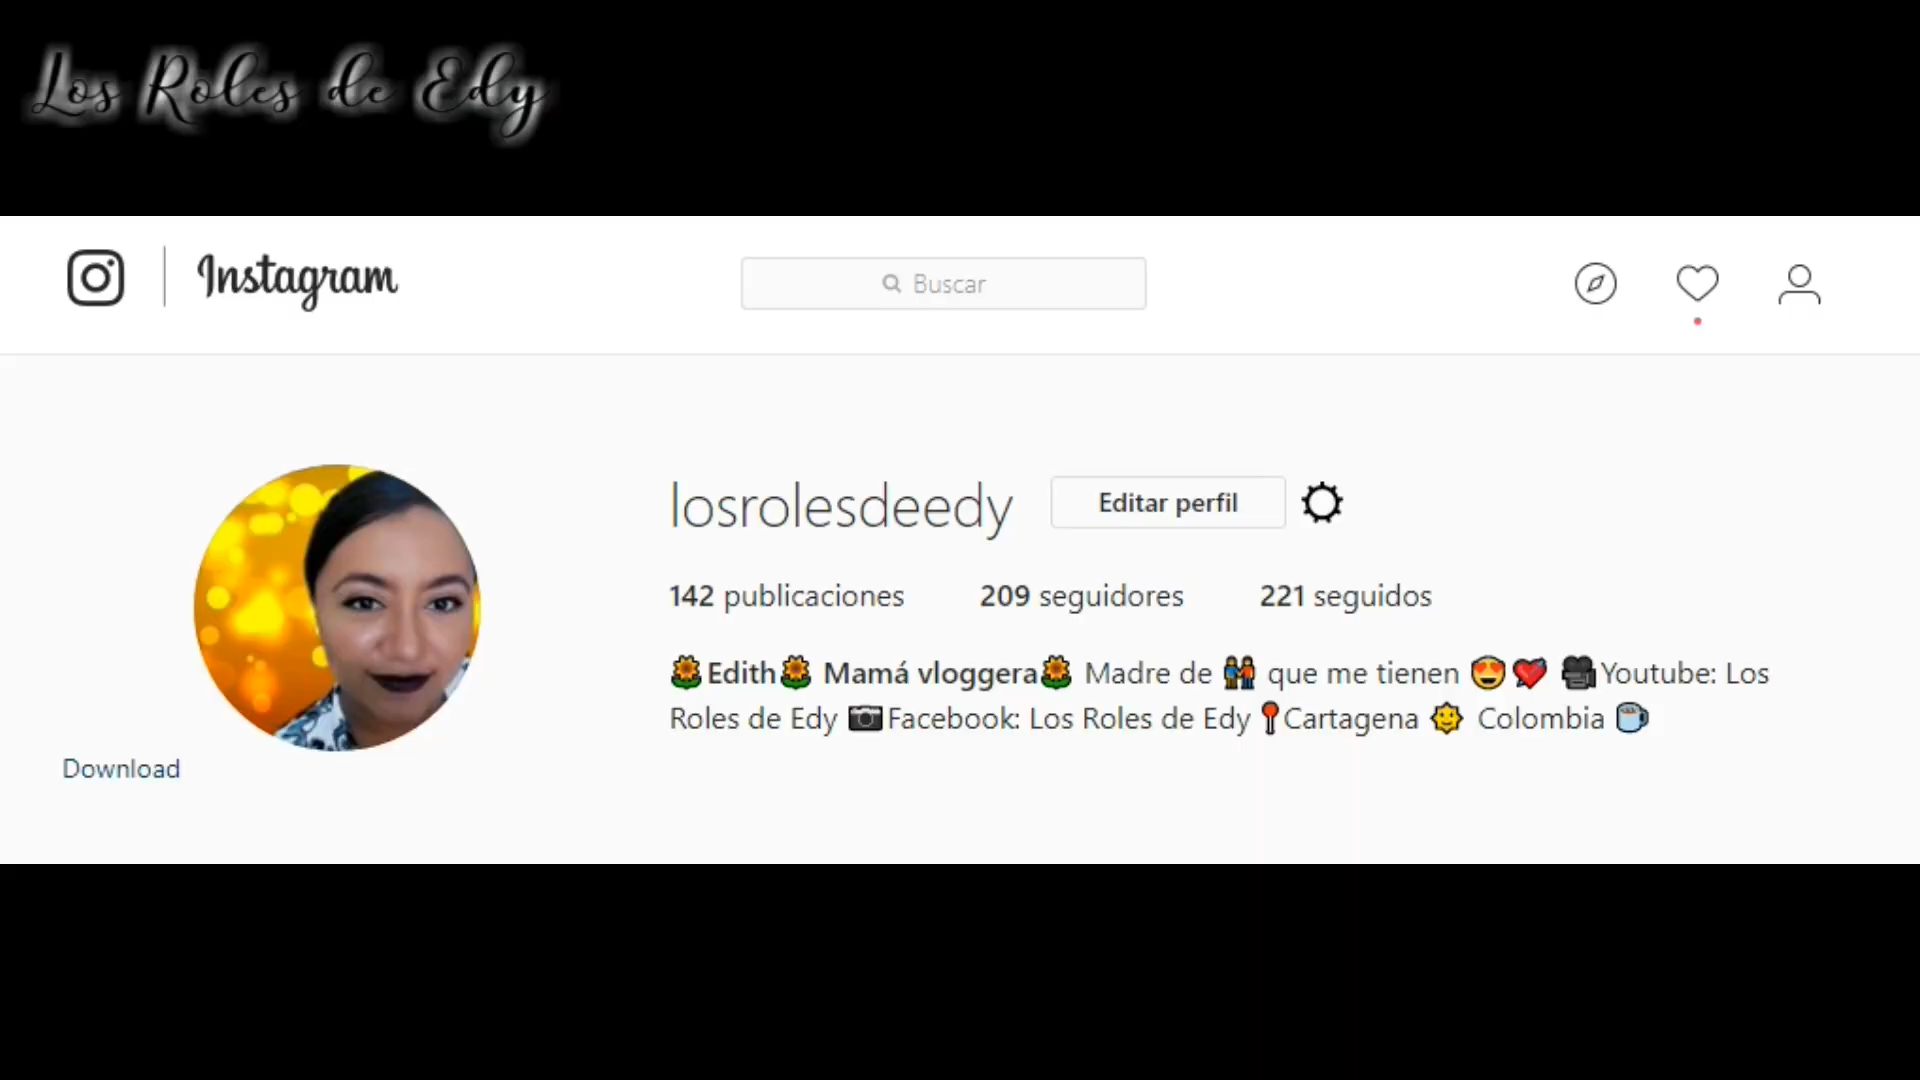 Los Roles de Edy
Instagram
Buscar
losrolesdeedy
Editar perfil
142 publicaciones 209 seguidores 221 seguidos
🌻Edith🌻 Mamá vloggera🌻 Madre de 👬 que me tienen 😍💘 🎥Youtube: Los
Roles de Edy 📷Facebook: Los Roles de Edy 📍Cartagena 🌞 Colombia ☕
Download